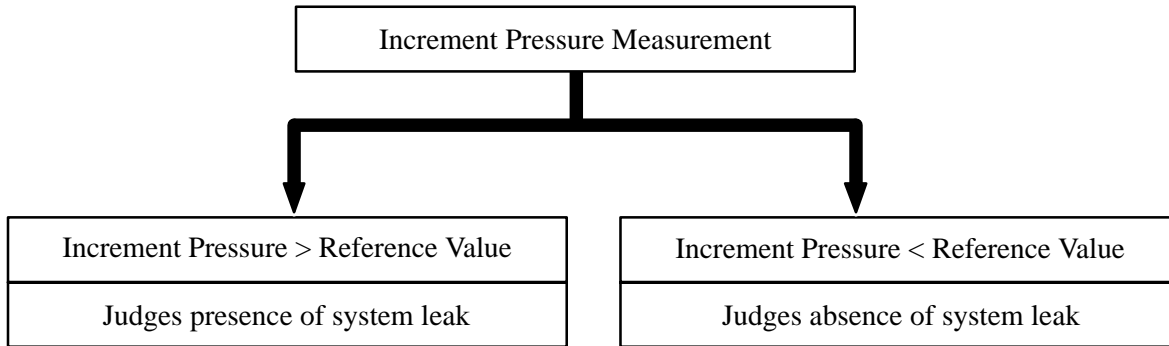 Increment Pressure Measurement
Increment Pressure > Reference Value
Judges presence of system leak
Increment Pressure < Reference Value
Judges absence of system leak